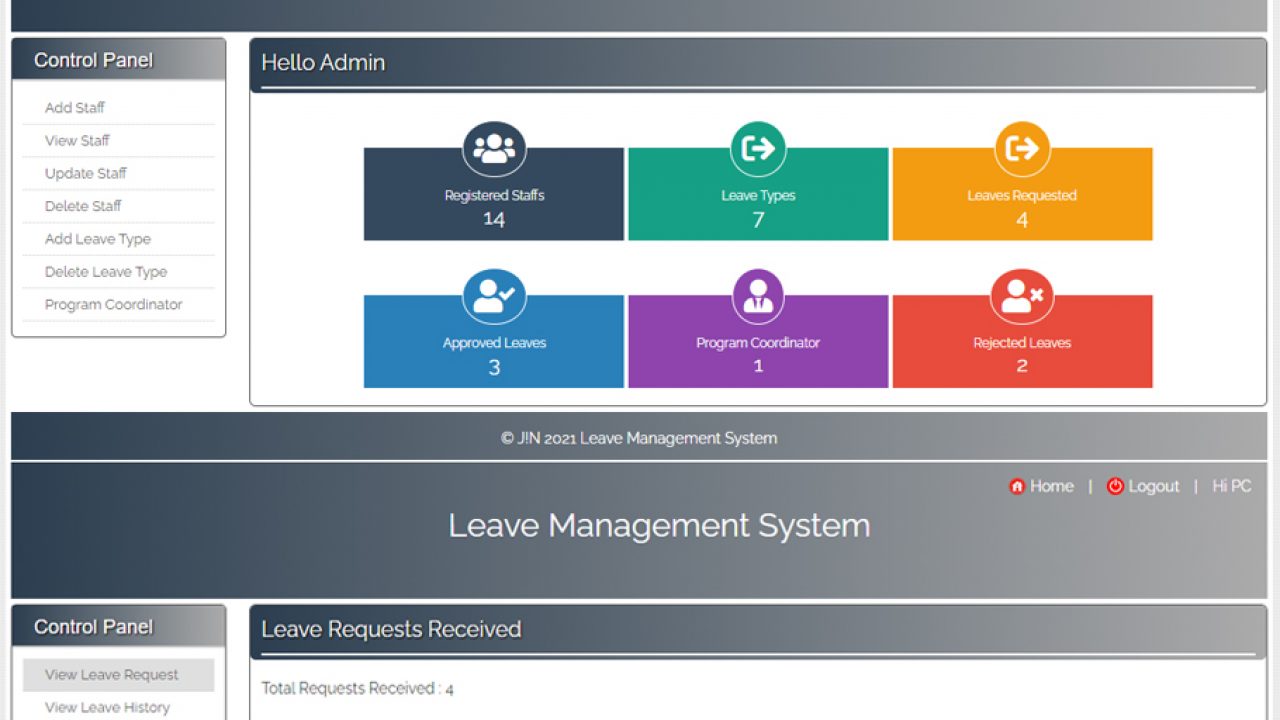 Control Panel
Add Staff
View Staff
Update Staff
Delete Staff
Add Leave Type
Delete Leave Type
Program Coordinator
Hello Admin
Registered Staffs
14
Leave Types
7
Leaves Requested
4
Approved Leaves
3
Program Coordinator
1
Rejected Leaves
2
© J!N 2021 Leave Management System
Home | Logout | Hi PC
Leave Management System
Control Panel
View Leave Request
View Leave History
Leave Requests Received
Total Requests Received : 4